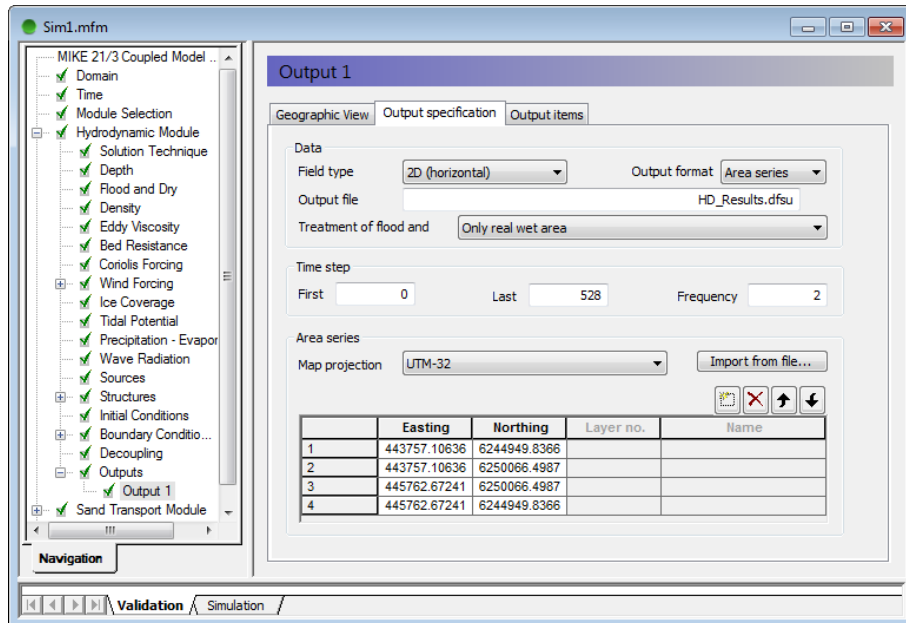 Sim1.mfm
MIKE 21/3 Coupled Model ..
Domain
Time
Module Selection
Hydrodynamic Module
Solution Technique
Depth
Flood and Dry
Density
Eddy Viscosity
Bed Resistance
Coriolis Forcing
Wind Forcing
Ice Coverage
Tidal Potential
Precipitation - Evapor
Wave Radiation
Sources
Structures
Initial Conditions
Boundary Conditio...
Decoupling
Outputs
Output 1
Sand Transport Module
Navigation
Output 1
Geographic View Output specification Output items
Data
Field type 2D (horizontal) Output format Area series
Output file HD_Results.dfsu
Treatment of flood and Only real wet area
Time step
First 0 Last 528 Frequency 2
Area series
Map projection UTM-32 Import from file...
Easting Northing Layer no. Name
1 443757.10636 6244949.8366
2 443757.10636 6250066.4987
3 445762.67241 6250066.4987
4 445762.67241 6244949.8366
Validation Simulation